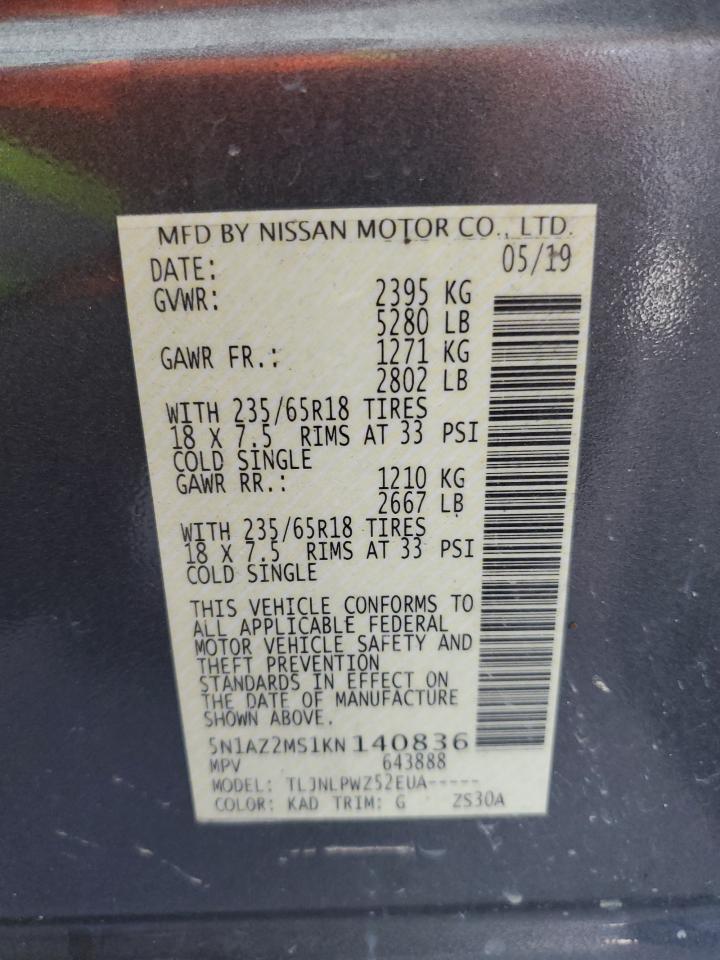 MFD BY NISSAN MOTOR CO., LTD.
DATE: 05/19
GVWR: 2395 KG
5280 LB
GAWR FR.: 1271 KG
2802 LB
WITH 235/65R18 TIRES
18 X 7.5 RIMS AT 33 PSI
COLD SINGLE
GAWR RR.: 1210 KG
2667 LB
WITH 235/65R18 TIRES
18 X 7.5 RIMS AT 33 PSI
COLD SINGLE
THIS VEHICLE CONFORMS TO
ALL APPLICABLE FEDERAL
MOTOR VEHICLE SAFETY AND
THEFT PREVENTION
STANDARDS IN EFFECT ON
THE DATE OF MANUFACTURE
SHOWN ABOVE.
5N1AZ2MS1KN140836
MPV 643888
MODEL: TLJNLPWZ52EUA-----
COLOR: KAD TRIM: G ZS30A